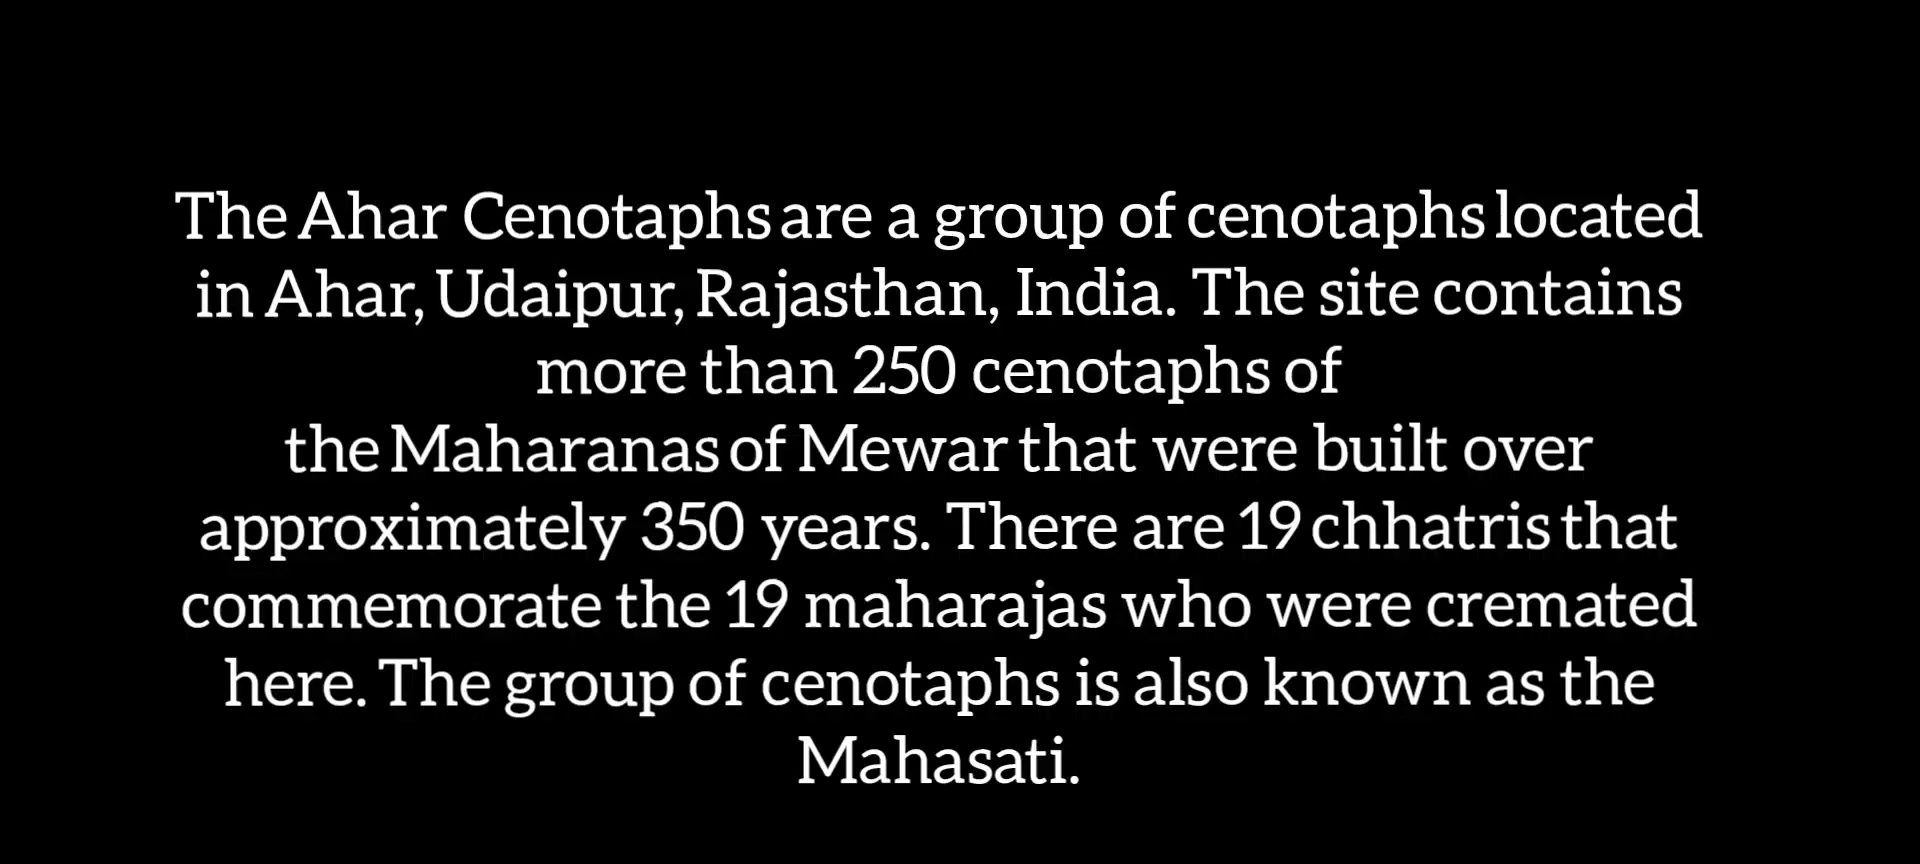 The Ahar Cenotaphs are a group of cenotaphs located
in Ahar, Udaipur, Rajasthan, India. The site contains
more than 250 cenotaphs of
the Maharanas of Mewar that were built over
approximately 350 years. There are 19 chhatris that
commemorate the 19 maharajas who were cremated
here. The group of cenotaphs is also known as the
Mahasati.